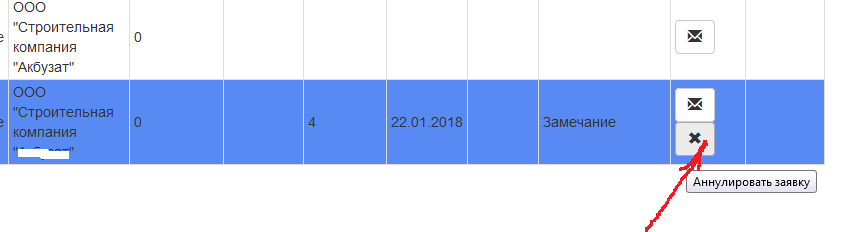 ООО
"Строительная
компания
"Акбузат"
е
0
ООО
"Строительная
компания
е
0
4
22.01.2018
Замечание
Аннулировать заявку